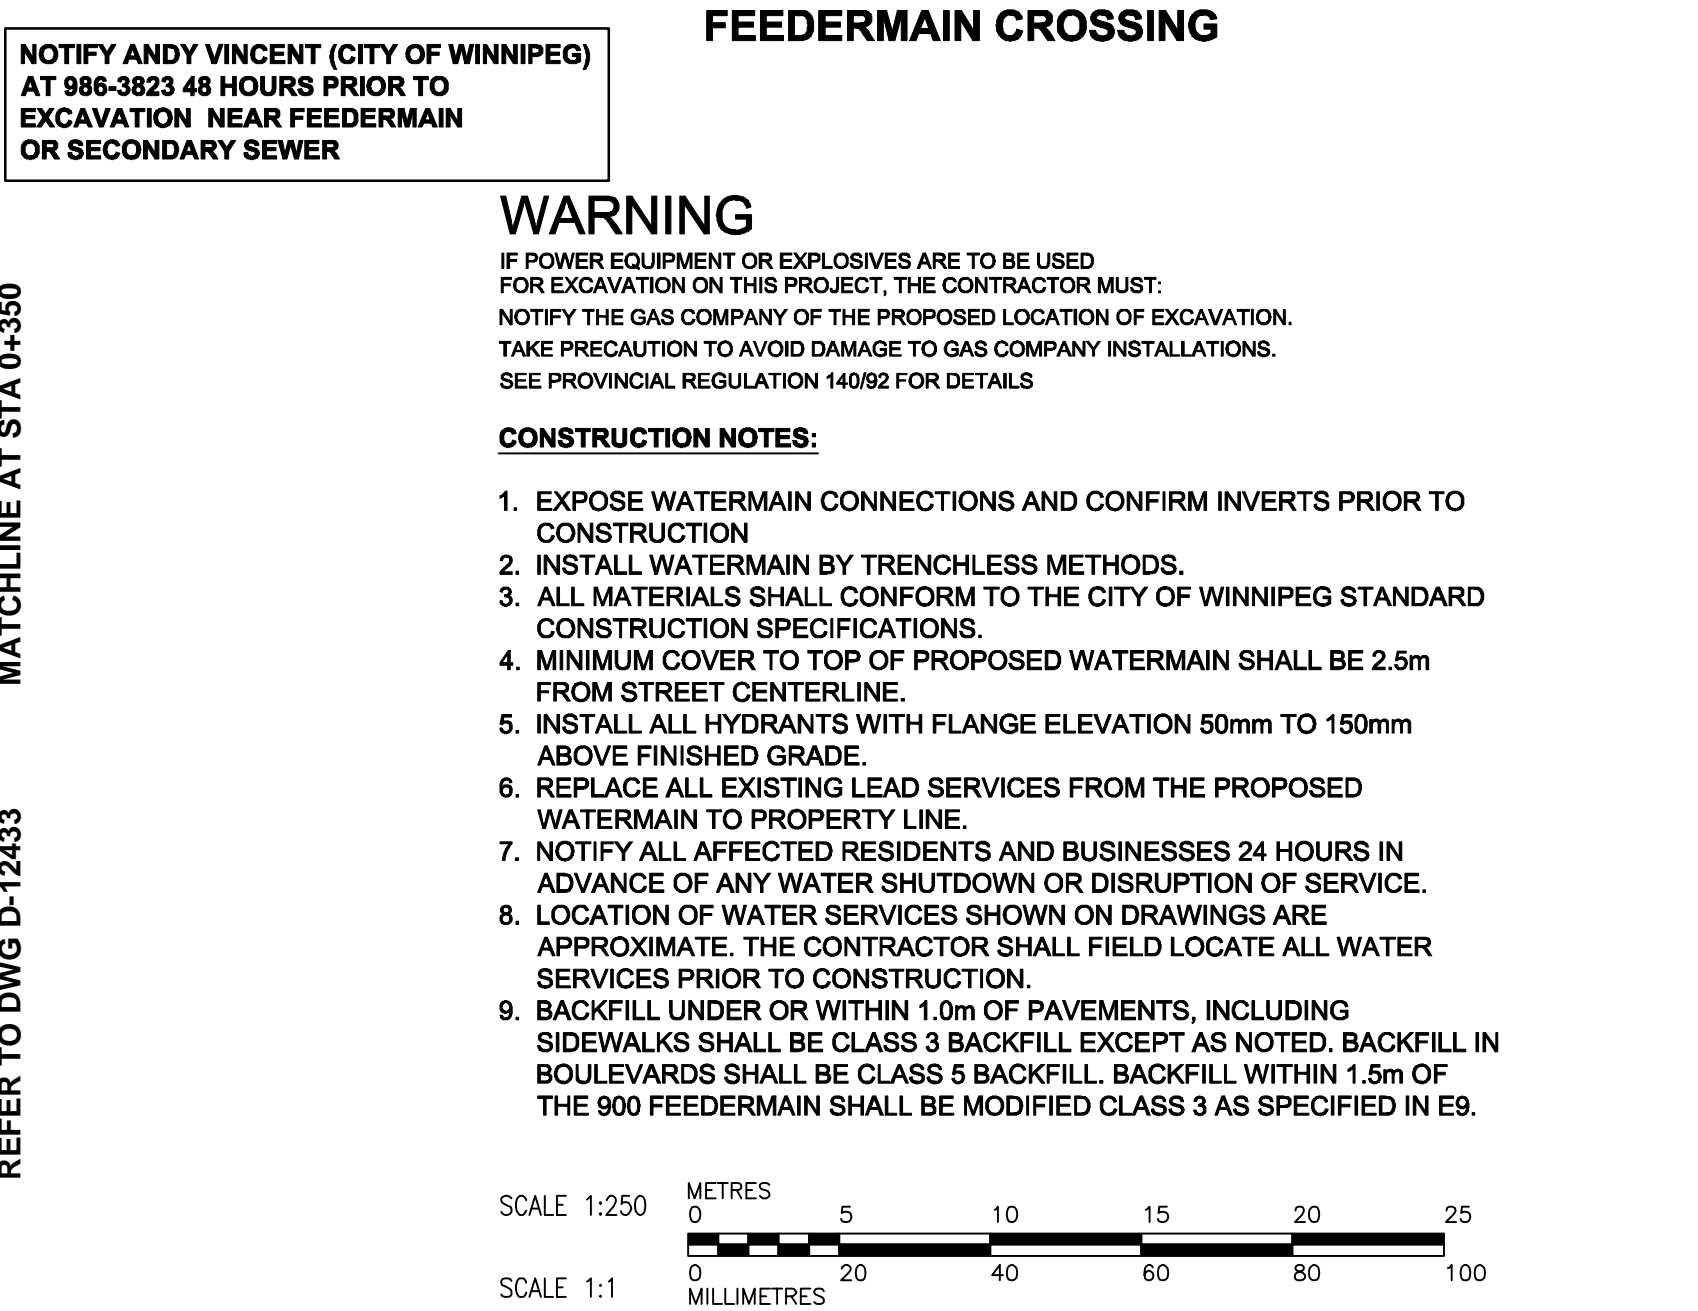 FEEDERMAIN CROSSING
NOTIFY ANDY VINCENT (CITY OF WINNIPEG)
AT 986-3823 48 HOURS PRIOR TO
EXCAVATION NEAR FEEDERMAIN
OR SECONDARY SEWER
WARNING
IF POWER EQUIPMENT OR EXPLOSIVES ARE TO BE USED
FOR EXCAVATION ON THIS PROJECT, THE CONTRACTOR MUST:
NOTIFY THE GAS COMPANY OF THE PROPOSED LOCATION OF EXCAVATION.
TAKE PRECAUTION TO AVOID DAMAGE TO GAS COMPANY INSTALLATIONS.
SEE PROVINCIAL REGULATION 140/92 FOR DETAILS
MATCHLINE AT STA 0+350
REFER TO DWG D-12433
CONSTRUCTION NOTES:
1. EXPOSE WATERMAIN CONNECTIONS AND CONFIRM INVERTS PRIOR TO
CONSTRUCTION
2. INSTALL WATERMAIN BY TRENCHLESS METHODS.
3. ALL MATERIALS SHALL CONFORM TO THE CITY OF WINNIPEG STANDARD
CONSTRUCTION SPECIFICATIONS.
4. MINIMUM COVER TO TOP OF PROPOSED WATERMAIN SHALL BE 2.5m
FROM STREET CENTERLINE.
5. INSTALL ALL HYDRANTS WITH FLANGE ELEVATION 50mm TO 150mm
ABOVE FINISHED GRADE.
6. REPLACE ALL EXISTING LEAD SERVICES FROM THE PROPOSED
WATERMAIN TO PROPERTY LINE.
7. NOTIFY ALL AFFECTED RESIDENTS AND BUSINESSES 24 HOURS IN
ADVANCE OF ANY WATER SHUTDOWN OR DISRUPTION OF SERVICE.
8. LOCATION OF WATER SERVICES SHOWN ON DRAWINGS ARE
APPROXIMATE. THE CONTRACTOR SHALL FIELD LOCATE ALL WATER
SERVICES PRIOR TO CONSTRUCTION.
9. BACKFILL UNDER OR WITHIN 1.0m OF PAVEMENTS, INCLUDING
SIDEWALKS SHALL BE CLASS 3 BACKFILL EXCEPT AS NOTED. BACKFILL IN
BOULEVARDS SHALL BE CLASS 5 BACKFILL. BACKFILL WITHIN 1.5m OF
THE 900 FEEDERMAIN SHALL BE MODIFIED CLASS 3 AS SPECIFIED IN E9.
METRES
SCALE 1:250
0 5 10 15 20 25
0 20 40 60 80 100
SCALE 1:1
MILLIMETRES